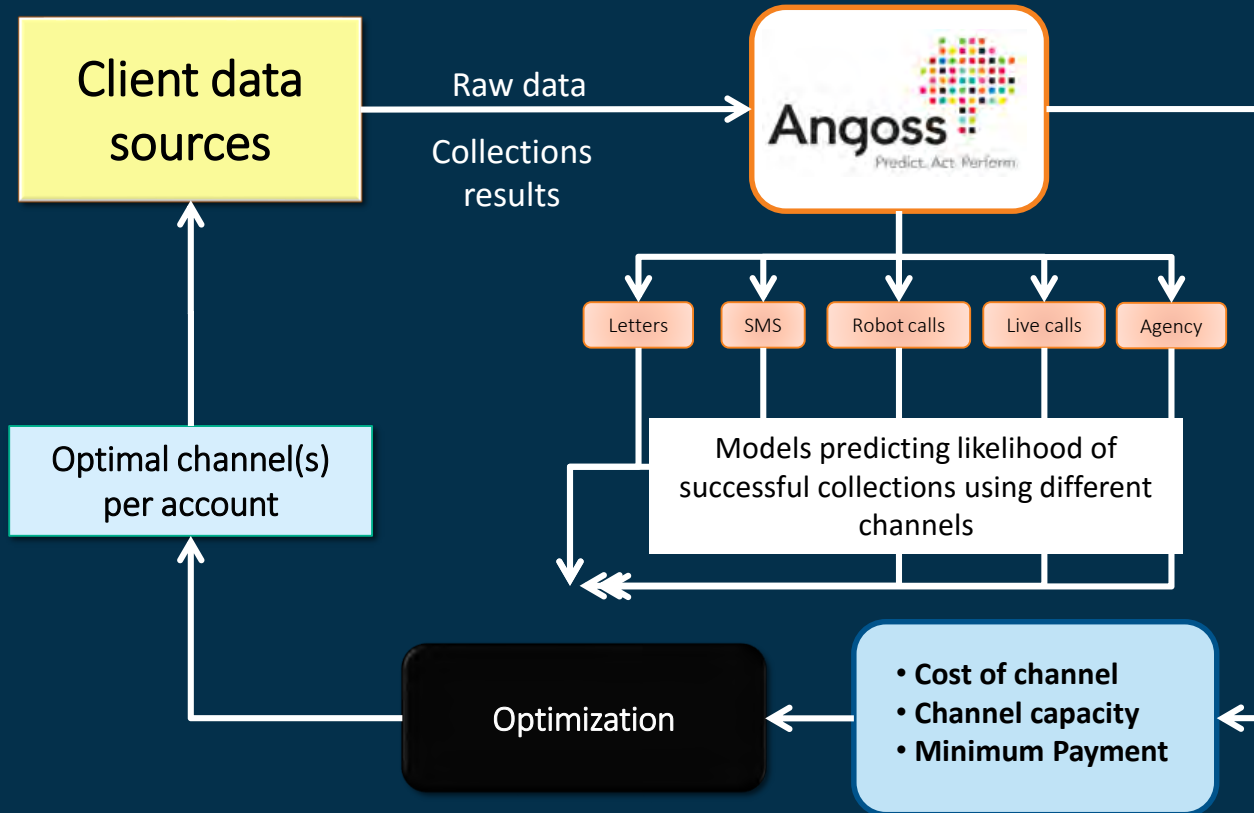 Client data
sources
Raw data
Collections
results
Angoss
Predict. Act. Perform.
Letters
SMS
Robot calls
Live calls
Agency
Models predicting likelihood of
successful collections using different
channels
Optimal channel(s)
per account
Optimization
• Cost of channel
• Channel capacity
• Minimum Payment